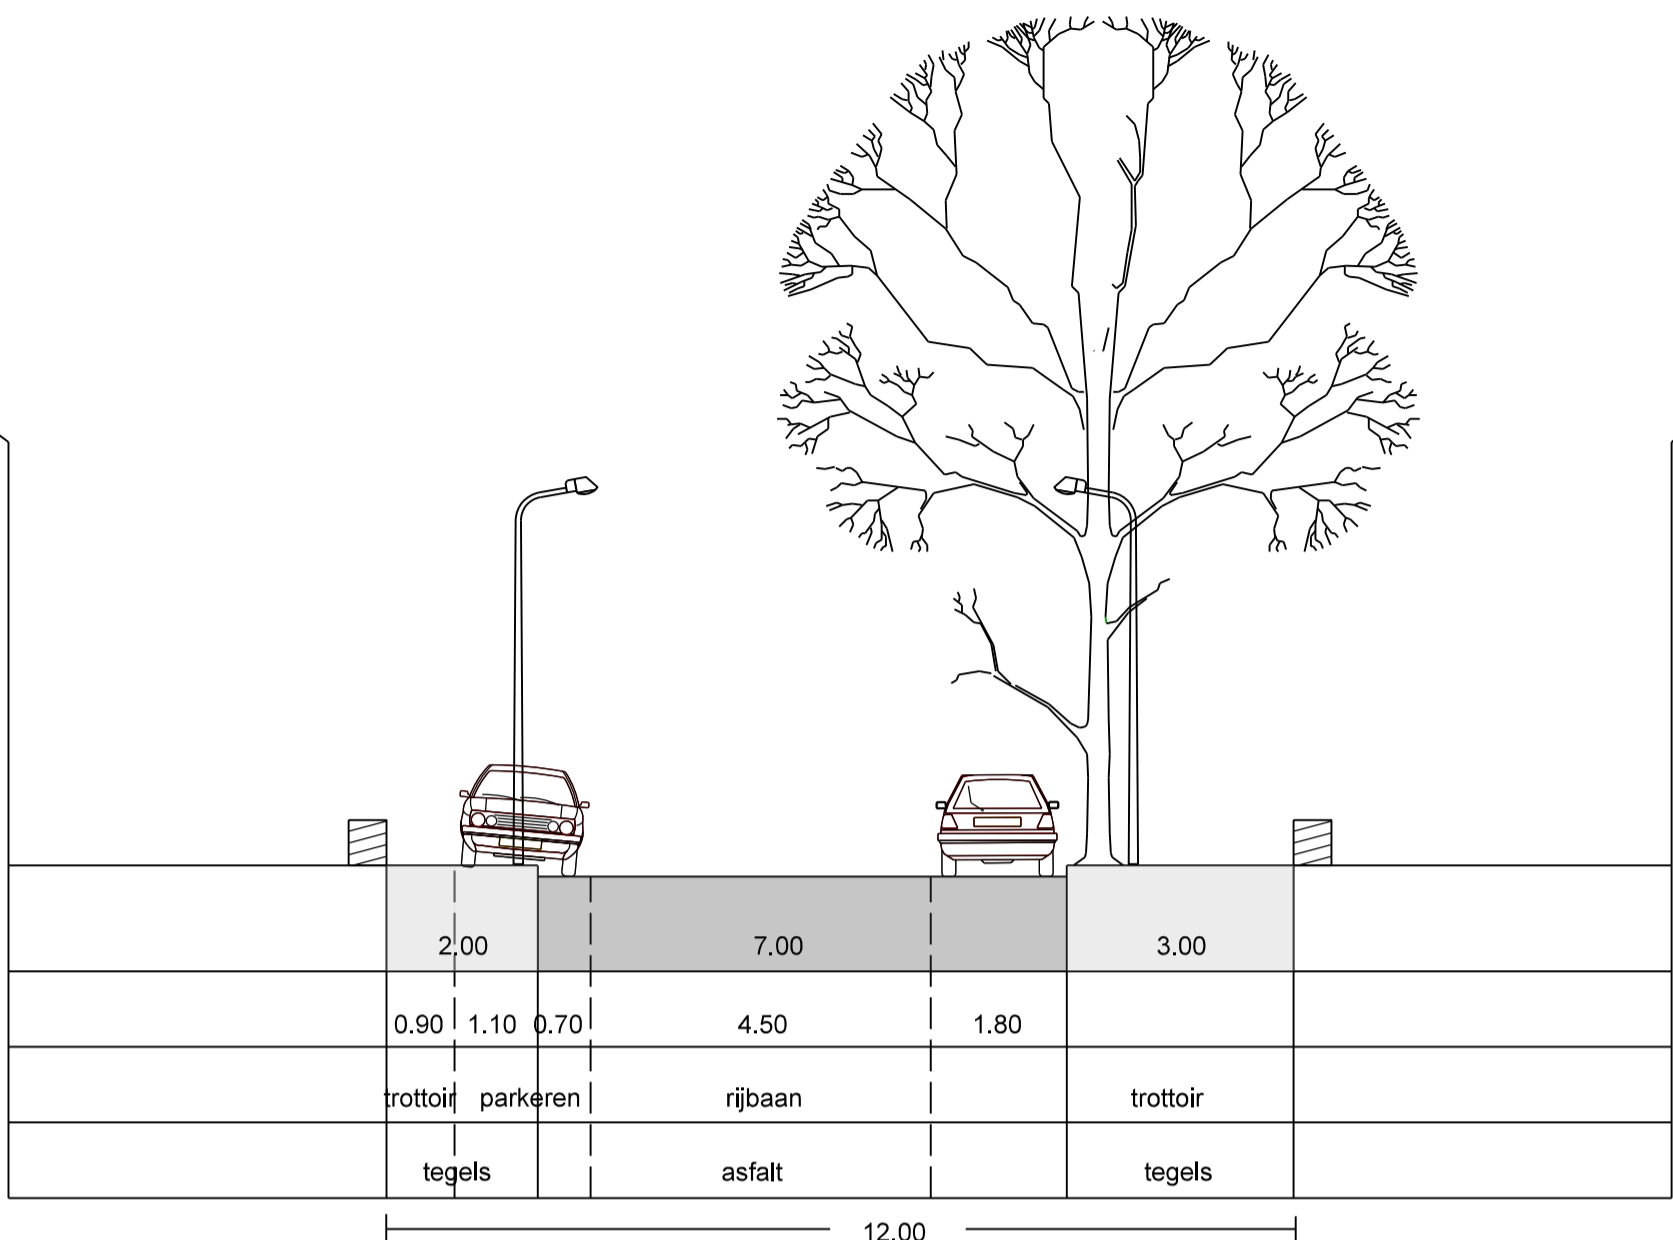 2.00 7.00 3.00
0.90 1.10 0.70 4.50 1.80
trottoir parkeren rijbaan trottoir
tegels asfalt tegels
12.00